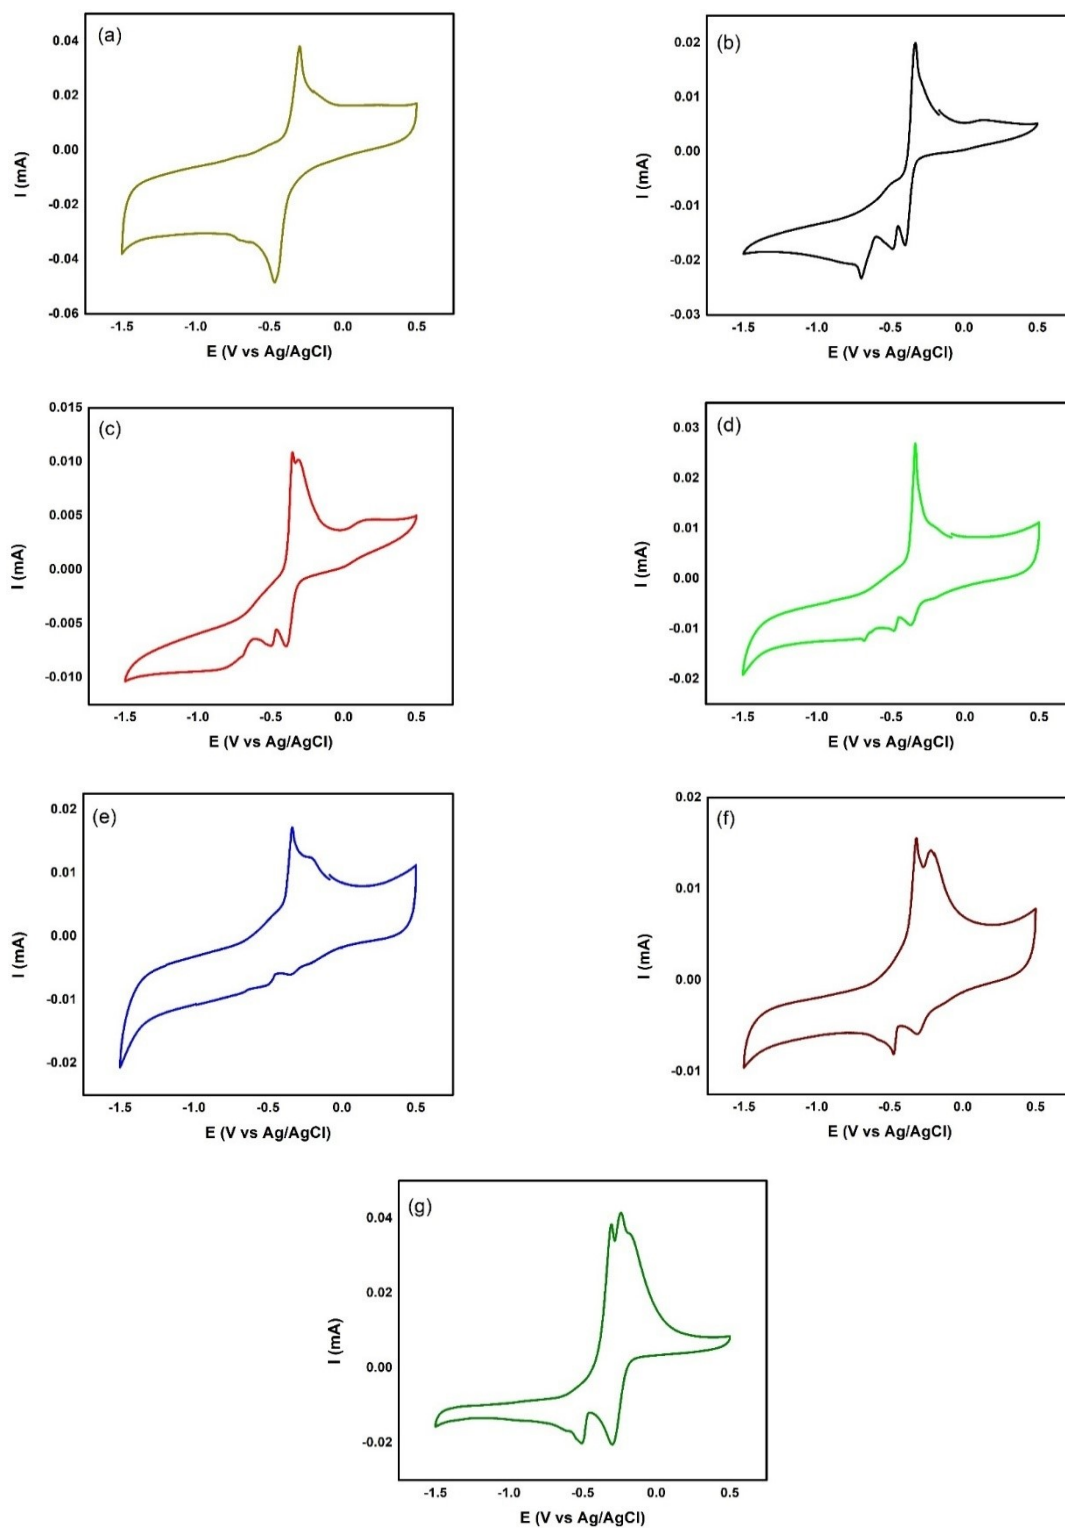 (a)
0.04
0.02
0.00
-0.02
-0.04
-0.06
I (mA)
-1.5 -1.0 -0.5 0.0 0.5
E (V vs Ag/AgCl)
(b)
0.02
0.01
0.00
-0.01
-0.02
-0.03
I (mA)
-1.5 -1.0 -0.5 0.0 0.5
E (V vs Ag/AgCl)
(c)
0.015
0.010
0.005
0.000
-0.005
-0.010
I (mA)
-1.5 -1.0 -0.5 0.0 0.5
E (V vs Ag/AgCl)
(d)
0.03
0.02
0.01
0.00
-0.01
-0.02
I (mA)
-1.5 -1.0 -0.5 0.0 0.5
E (V vs Ag/AgCl)
(e)
0.02
0.01
0.00
-0.01
-0.02
I (mA)
-1.5 -1.0 -0.5 0.0 0.5
E (V vs Ag/AgCl)
(f)
0.02
0.01
0.00
-0.01
I (mA)
-1.5 -1.0 -0.5 0.0 0.5
E (V vs Ag/AgCl)
(g)
0.04
0.02
0.00
-0.02
I (mA)
-1.5 -1.0 -0.5 0.0 0.5
E (V vs Ag/AgCl)